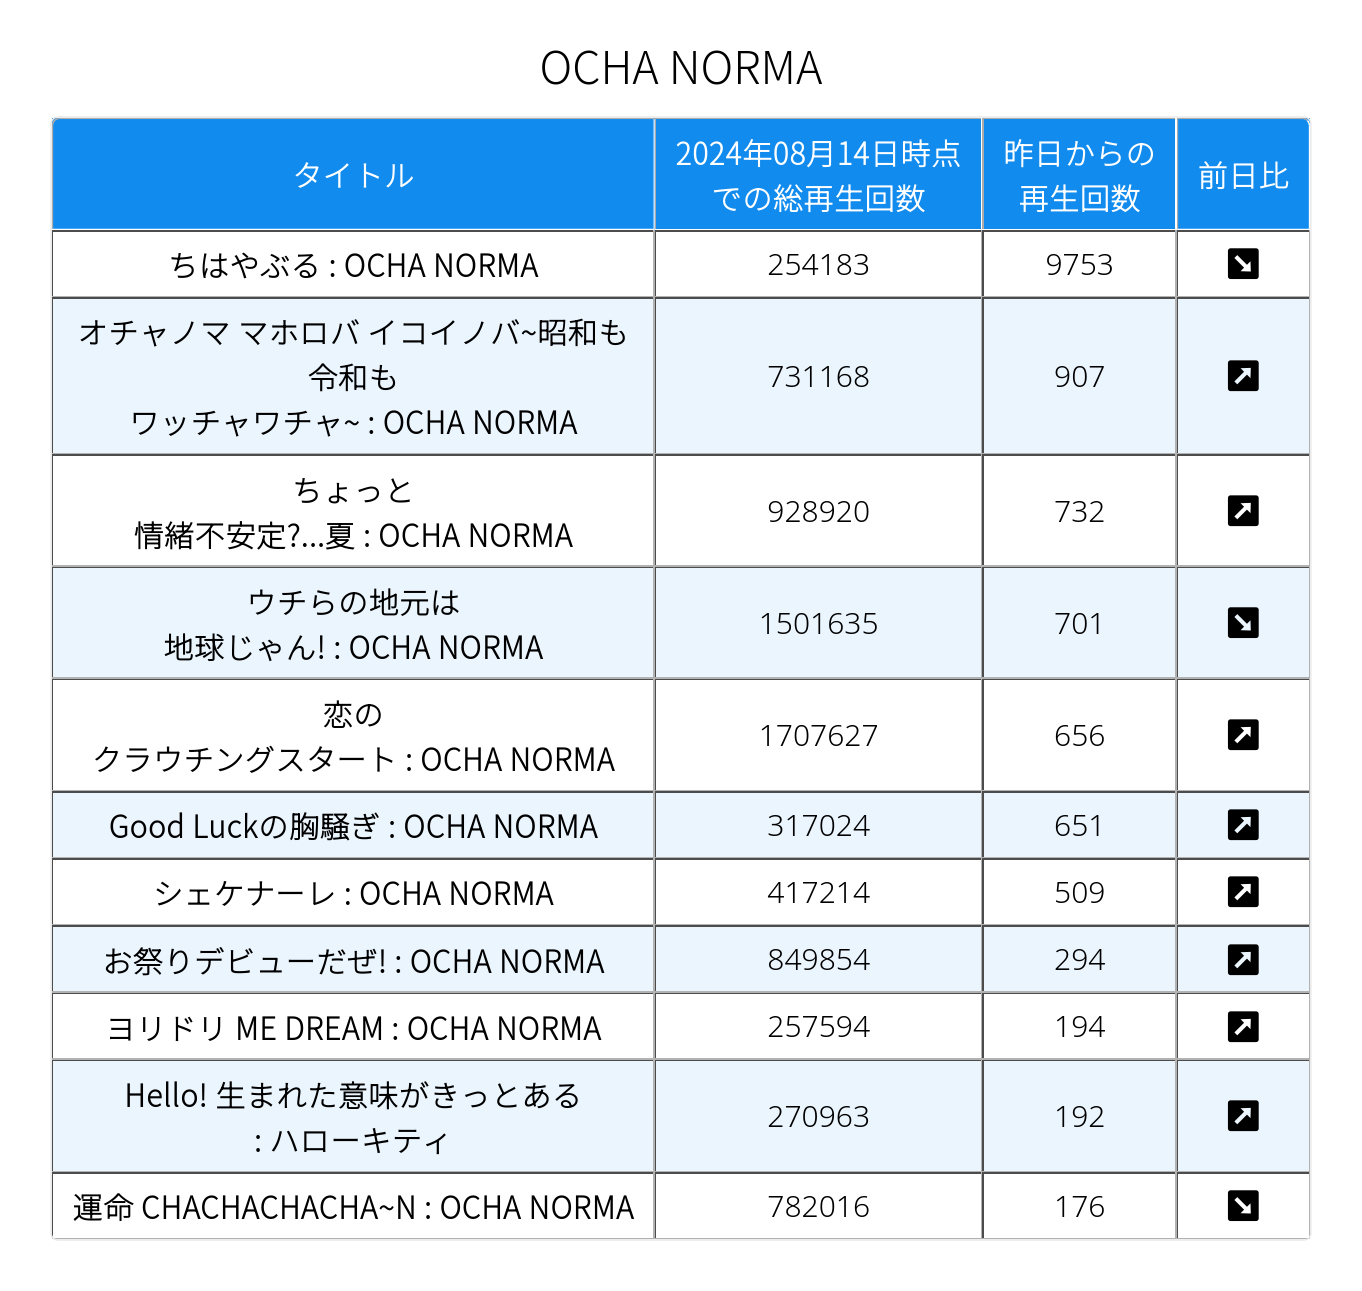 OCHA NORMA
タイトル
2024年08月14日時点
での総再生回数
昨日からの
再生回数
前日比
ちはやぶる : OCHA NORMA
254183
9753
オチャノマ マホロバ イコイノバ~昭和も
令和も
ワッチャワチャ~ : OCHA NORMA
731168
907
ちょっと
情緒不安定?...夏 : OCHA NORMA
928920
732
ウチらの地元は
地球じゃん! : OCHA NORMA
1501635
701
恋の
クラウチングスタート : OCHA NORMA
1707627
656
Good Luckの胸騒ぎ : OCHA NORMA
317024
651
シェケナーレ : OCHA NORMA
417214
509
お祭りデビューだぜ! : OCHA NORMA
849854
294
ヨリドリ ME DREAM : OCHA NORMA
257594
194
Hello! 生まれた意味がきっとある
: ハローキティ
270963
192
運命 CHACHACHACHA~N : OCHA NORMA
782016
176